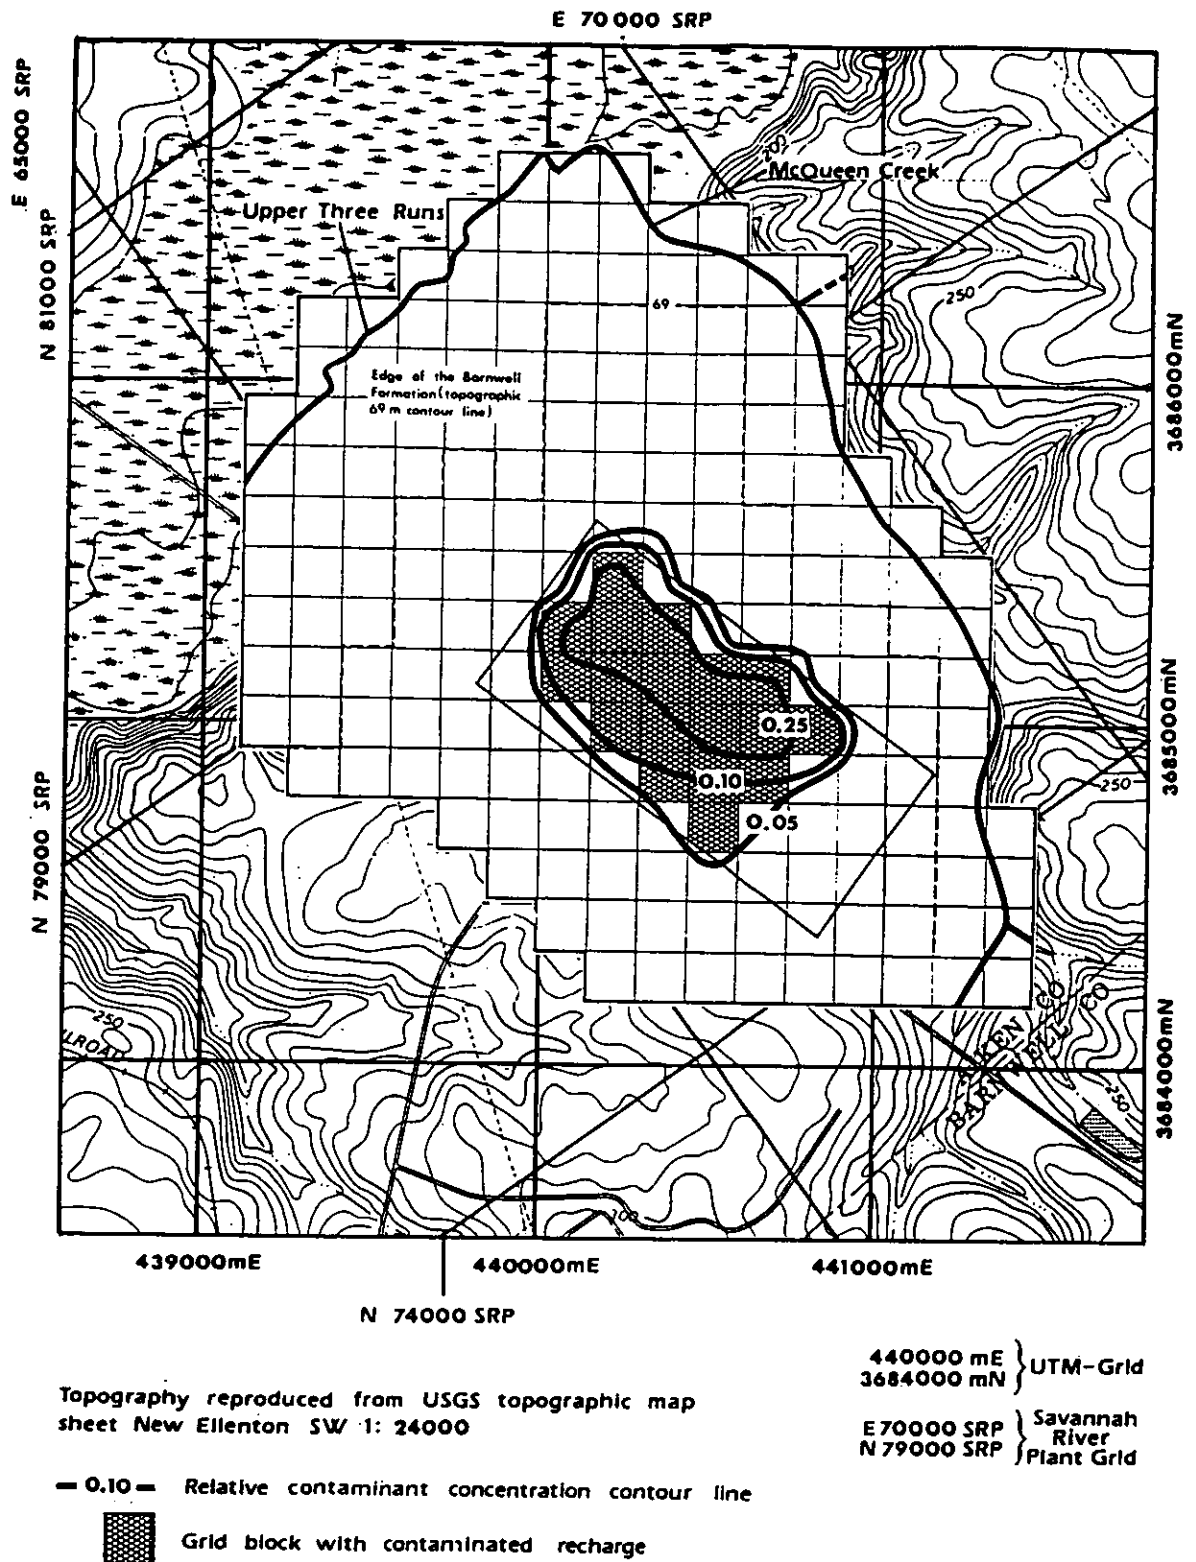 E 70000 SRP
E 65000 SRP
McQueen Creek
Upper Three Runs
N 81000 SRP
250
69
3686000mN
Edge of the Barnwell
Formation (topographic
69 m contour line)
0.25
3685000mN
0.10
250
0.05
N 79000 SRP
250
AIKEN CO
BARNWELL CO
3684000mN
250
439000mE
440000mE
441000mE
N 74000 SRP
440000 mE
3684000 mN
UTM-Grid
Topography reproduced from USGS topographic map
sheet New Ellenton SW 1: 24000
E 70000 SRP
N 79000 SRP
Savannah
River
Plant Grid
0.10 Relative contaminant concentration contour line
Grid block with contaminated recharge